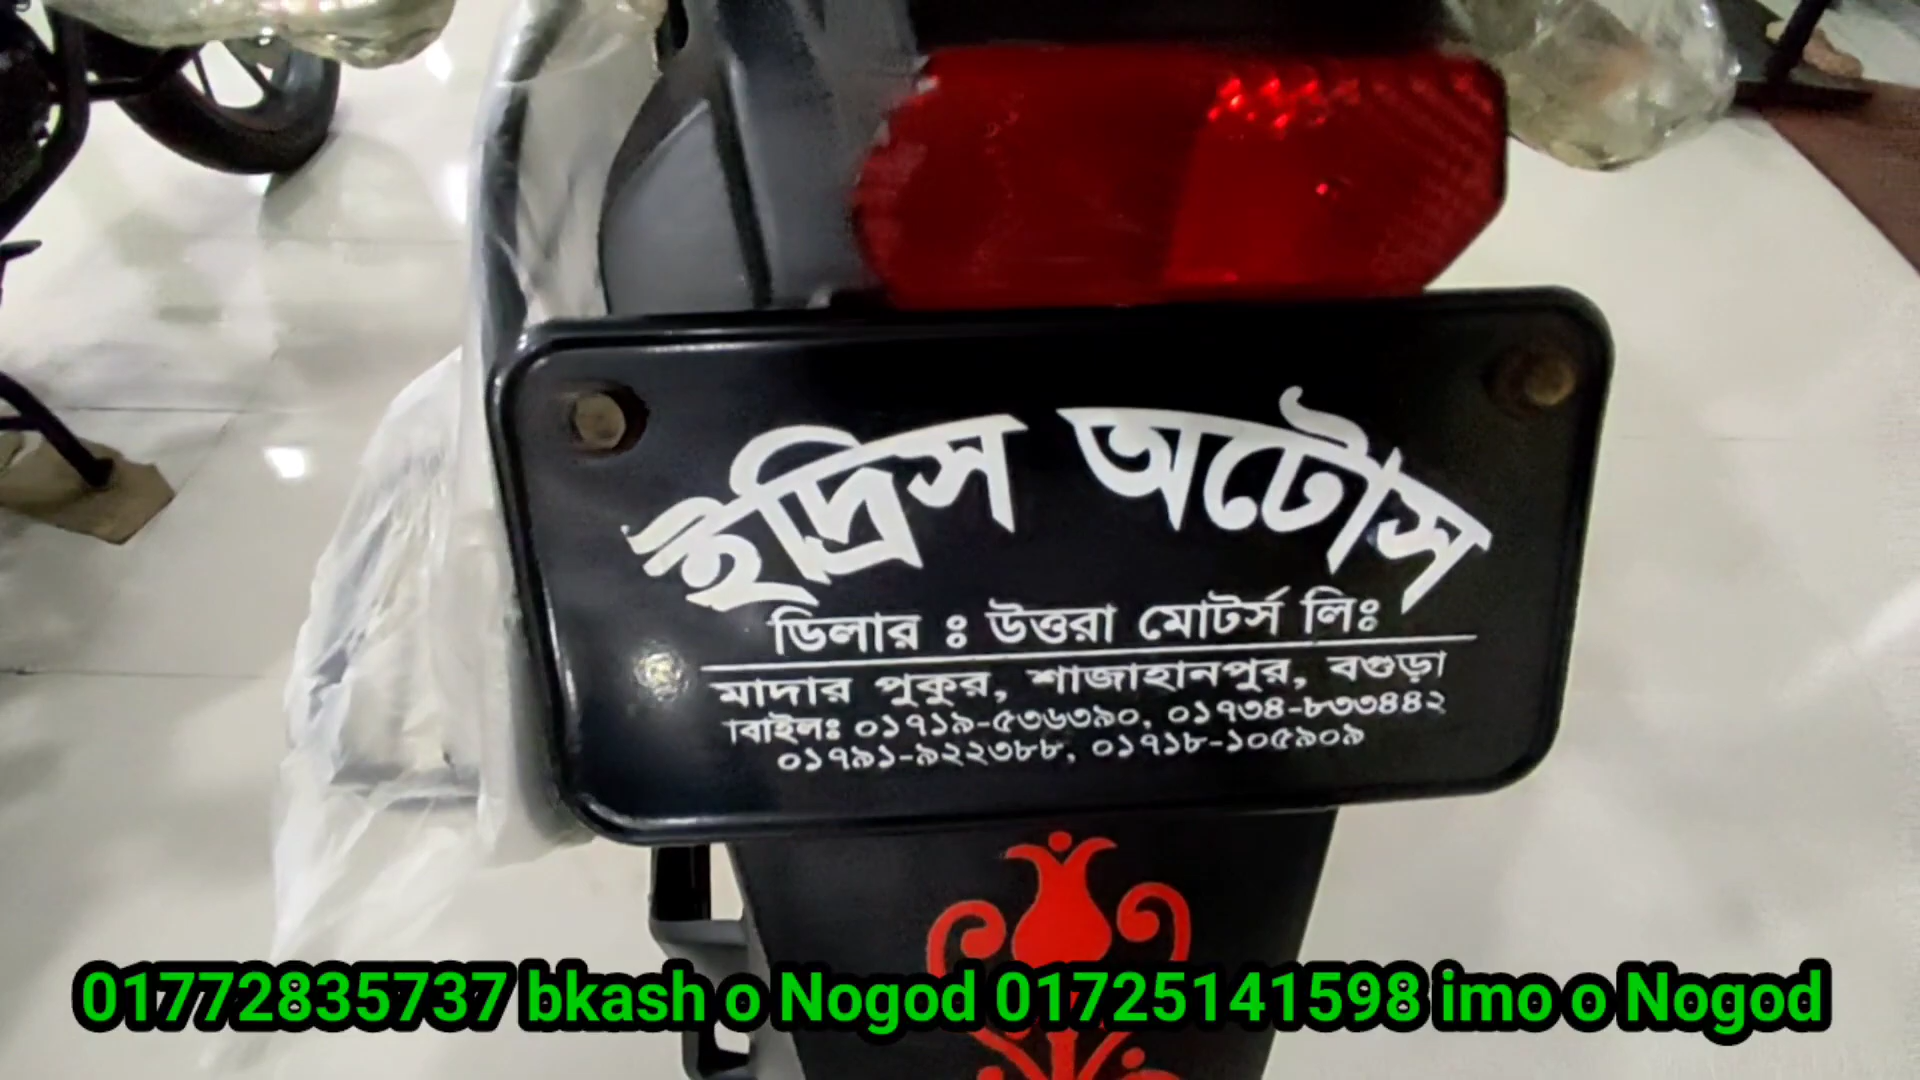 ইদ্রিস অটোস
ডিলার ঃ উত্তরা মোটর্স লিঃ
মাদার পুকুর, শাজাহানপুর, বগুড়া
াবাইলঃ ০১৭১৯-৫৩৬৩৯০, ০১৭৩৪-৮৩৩৪৪২
০১৭৯১-৯২২৩৮৮, ০১৭১৮-১০৫৯০৯
01772835737 bkash o Nogod 01725141598 imo o Nogod